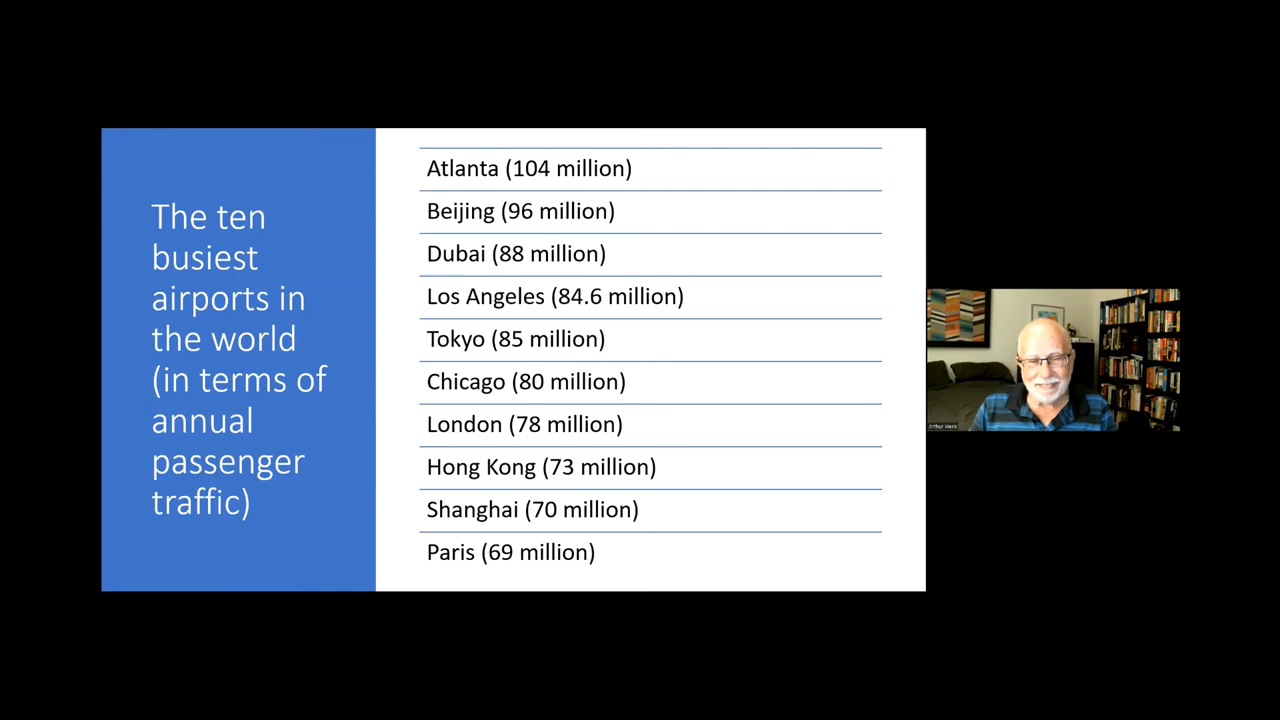 The ten
busiest
airports in
the world
(in terms of
annual
passenger
traffic)
Atlanta (104 million)
Beijing (96 million)
Dubai (88 million)
Los Angeles (84.6 million)
Tokyo (85 million)
Chicago (80 million)
London (78 million)
Hong Kong (73 million)
Shanghai (70 million)
Paris (69 million)